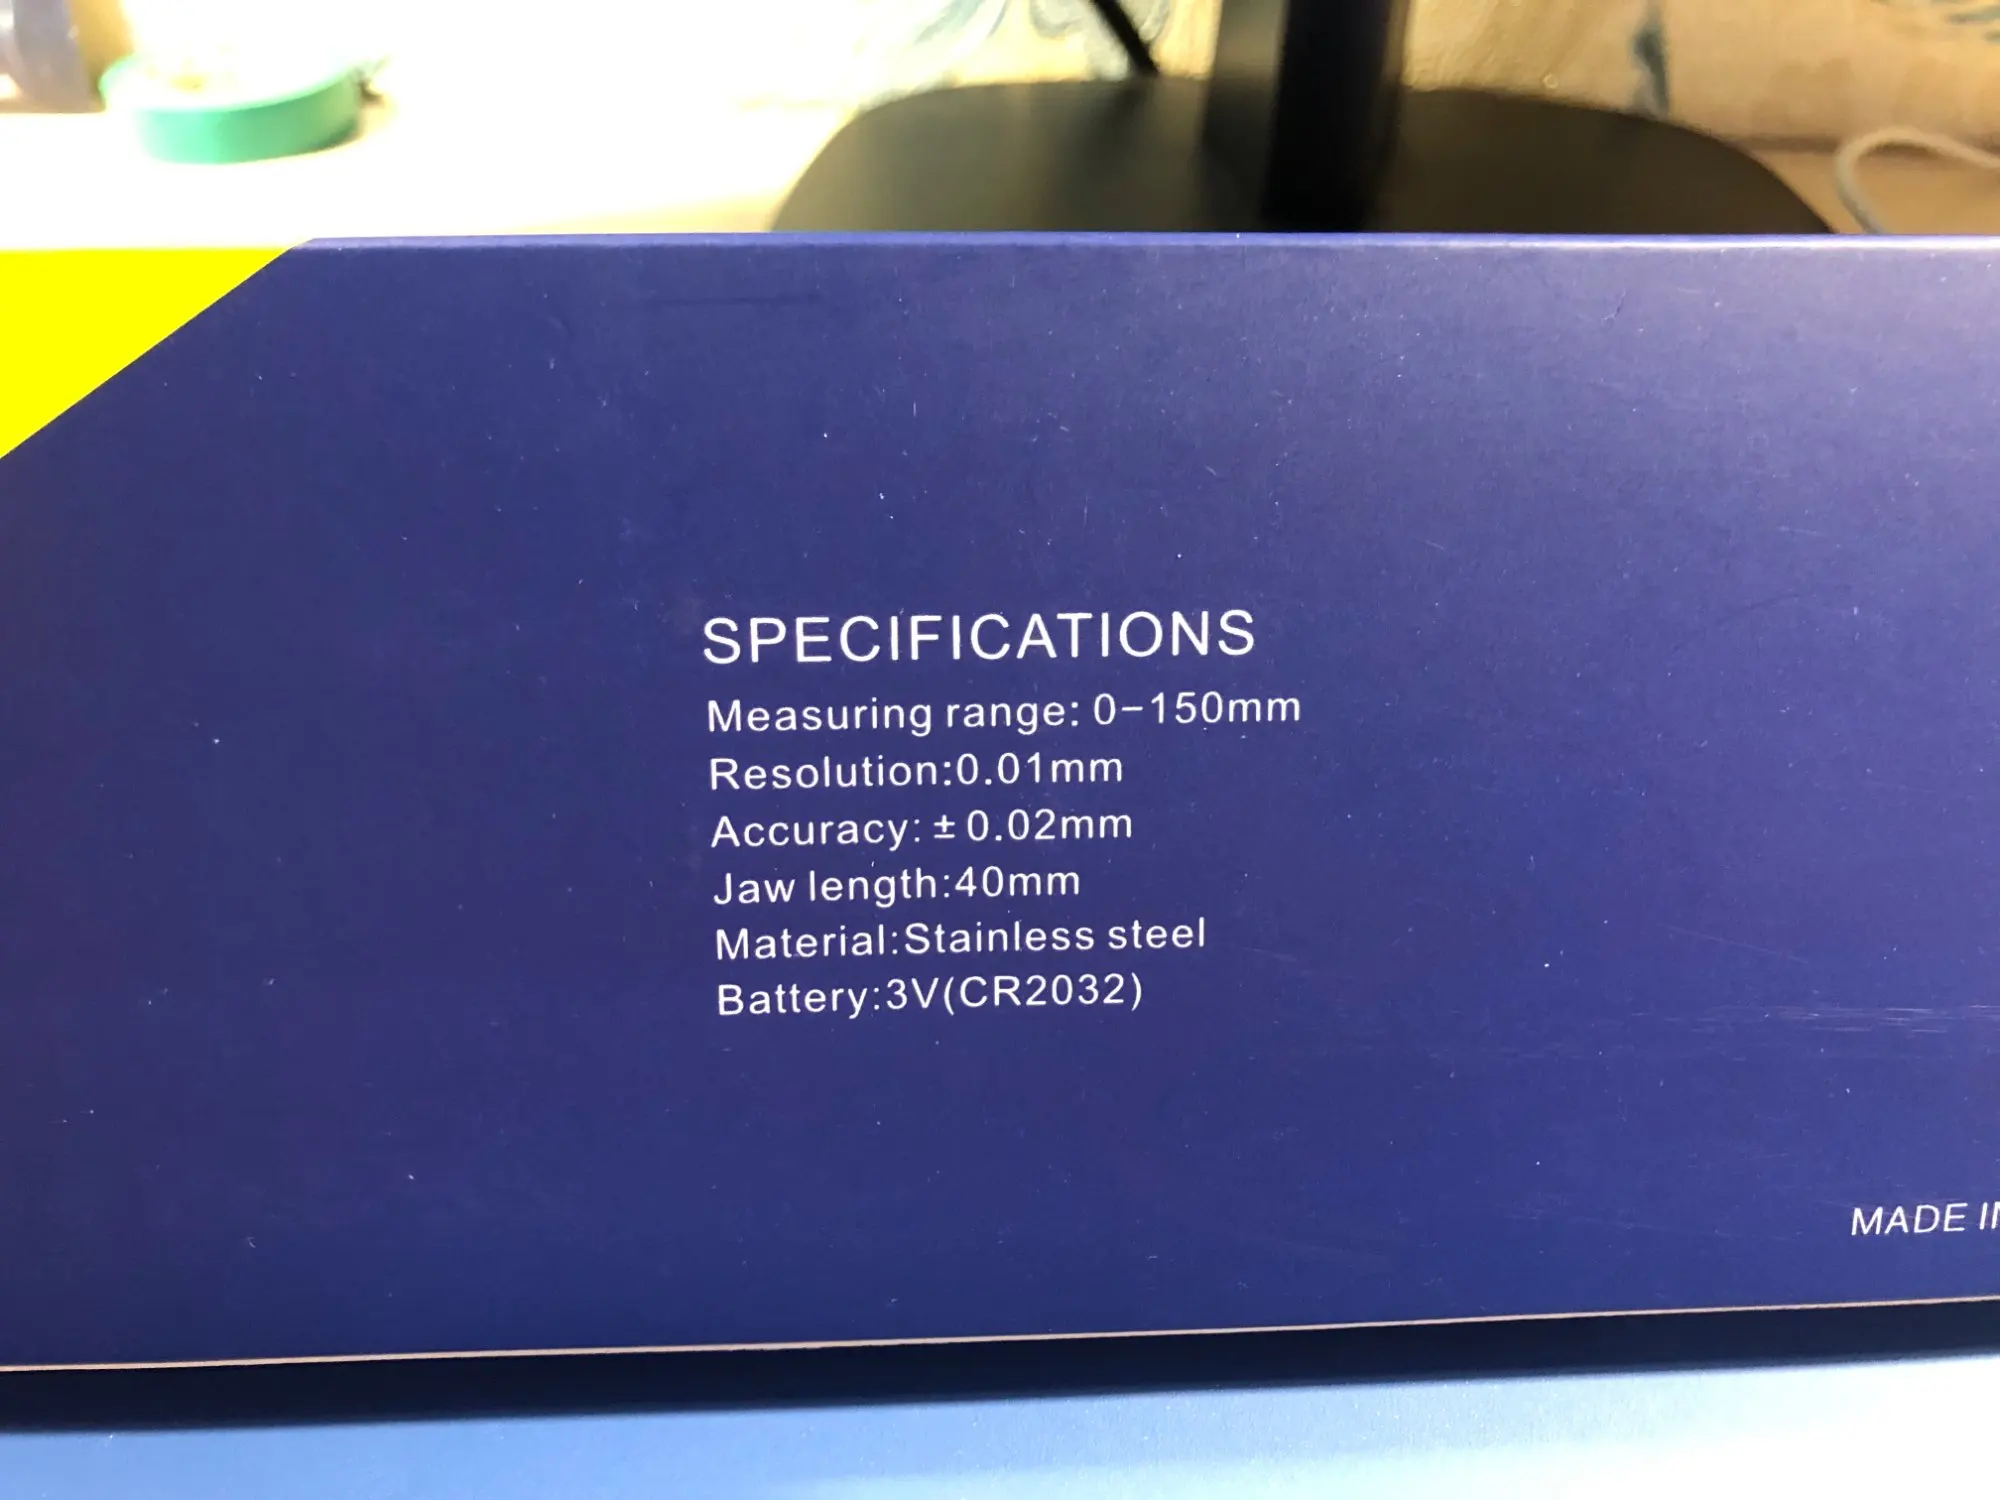 SPECIFICATIONS
Measuring range: 0-150mm
Resolution:0.01mm
Accuracy: ±0.02mm
Jaw length:40mm
Material:Stainless steel
Battery:3V(CR2032)
MADE